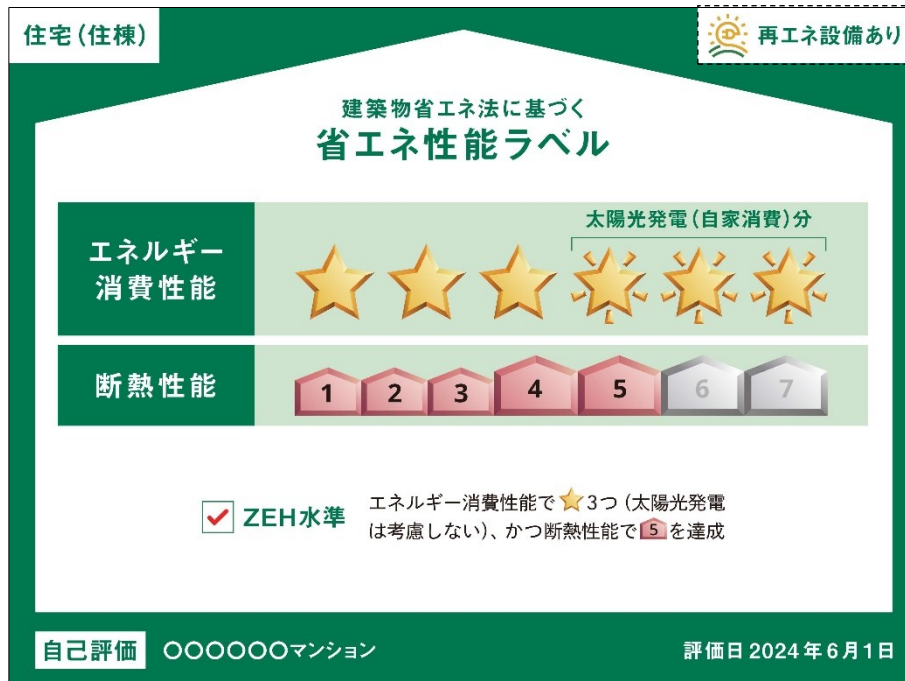 住宅(住棟)
再エネ設備あり
建築物省エネ法に基づく
省エネ性能ラベル
太陽光発電(自家消費)分
エネルギー
消費性能
断熱性能
1 2 3 4 5 6 7
ZEH水準
エネルギー消費性能で3つ(太陽光発電
は考慮しない)、かつ断熱性能で5を達成
自己評価
〇〇〇〇〇〇マンション
評価日2024年6月1日